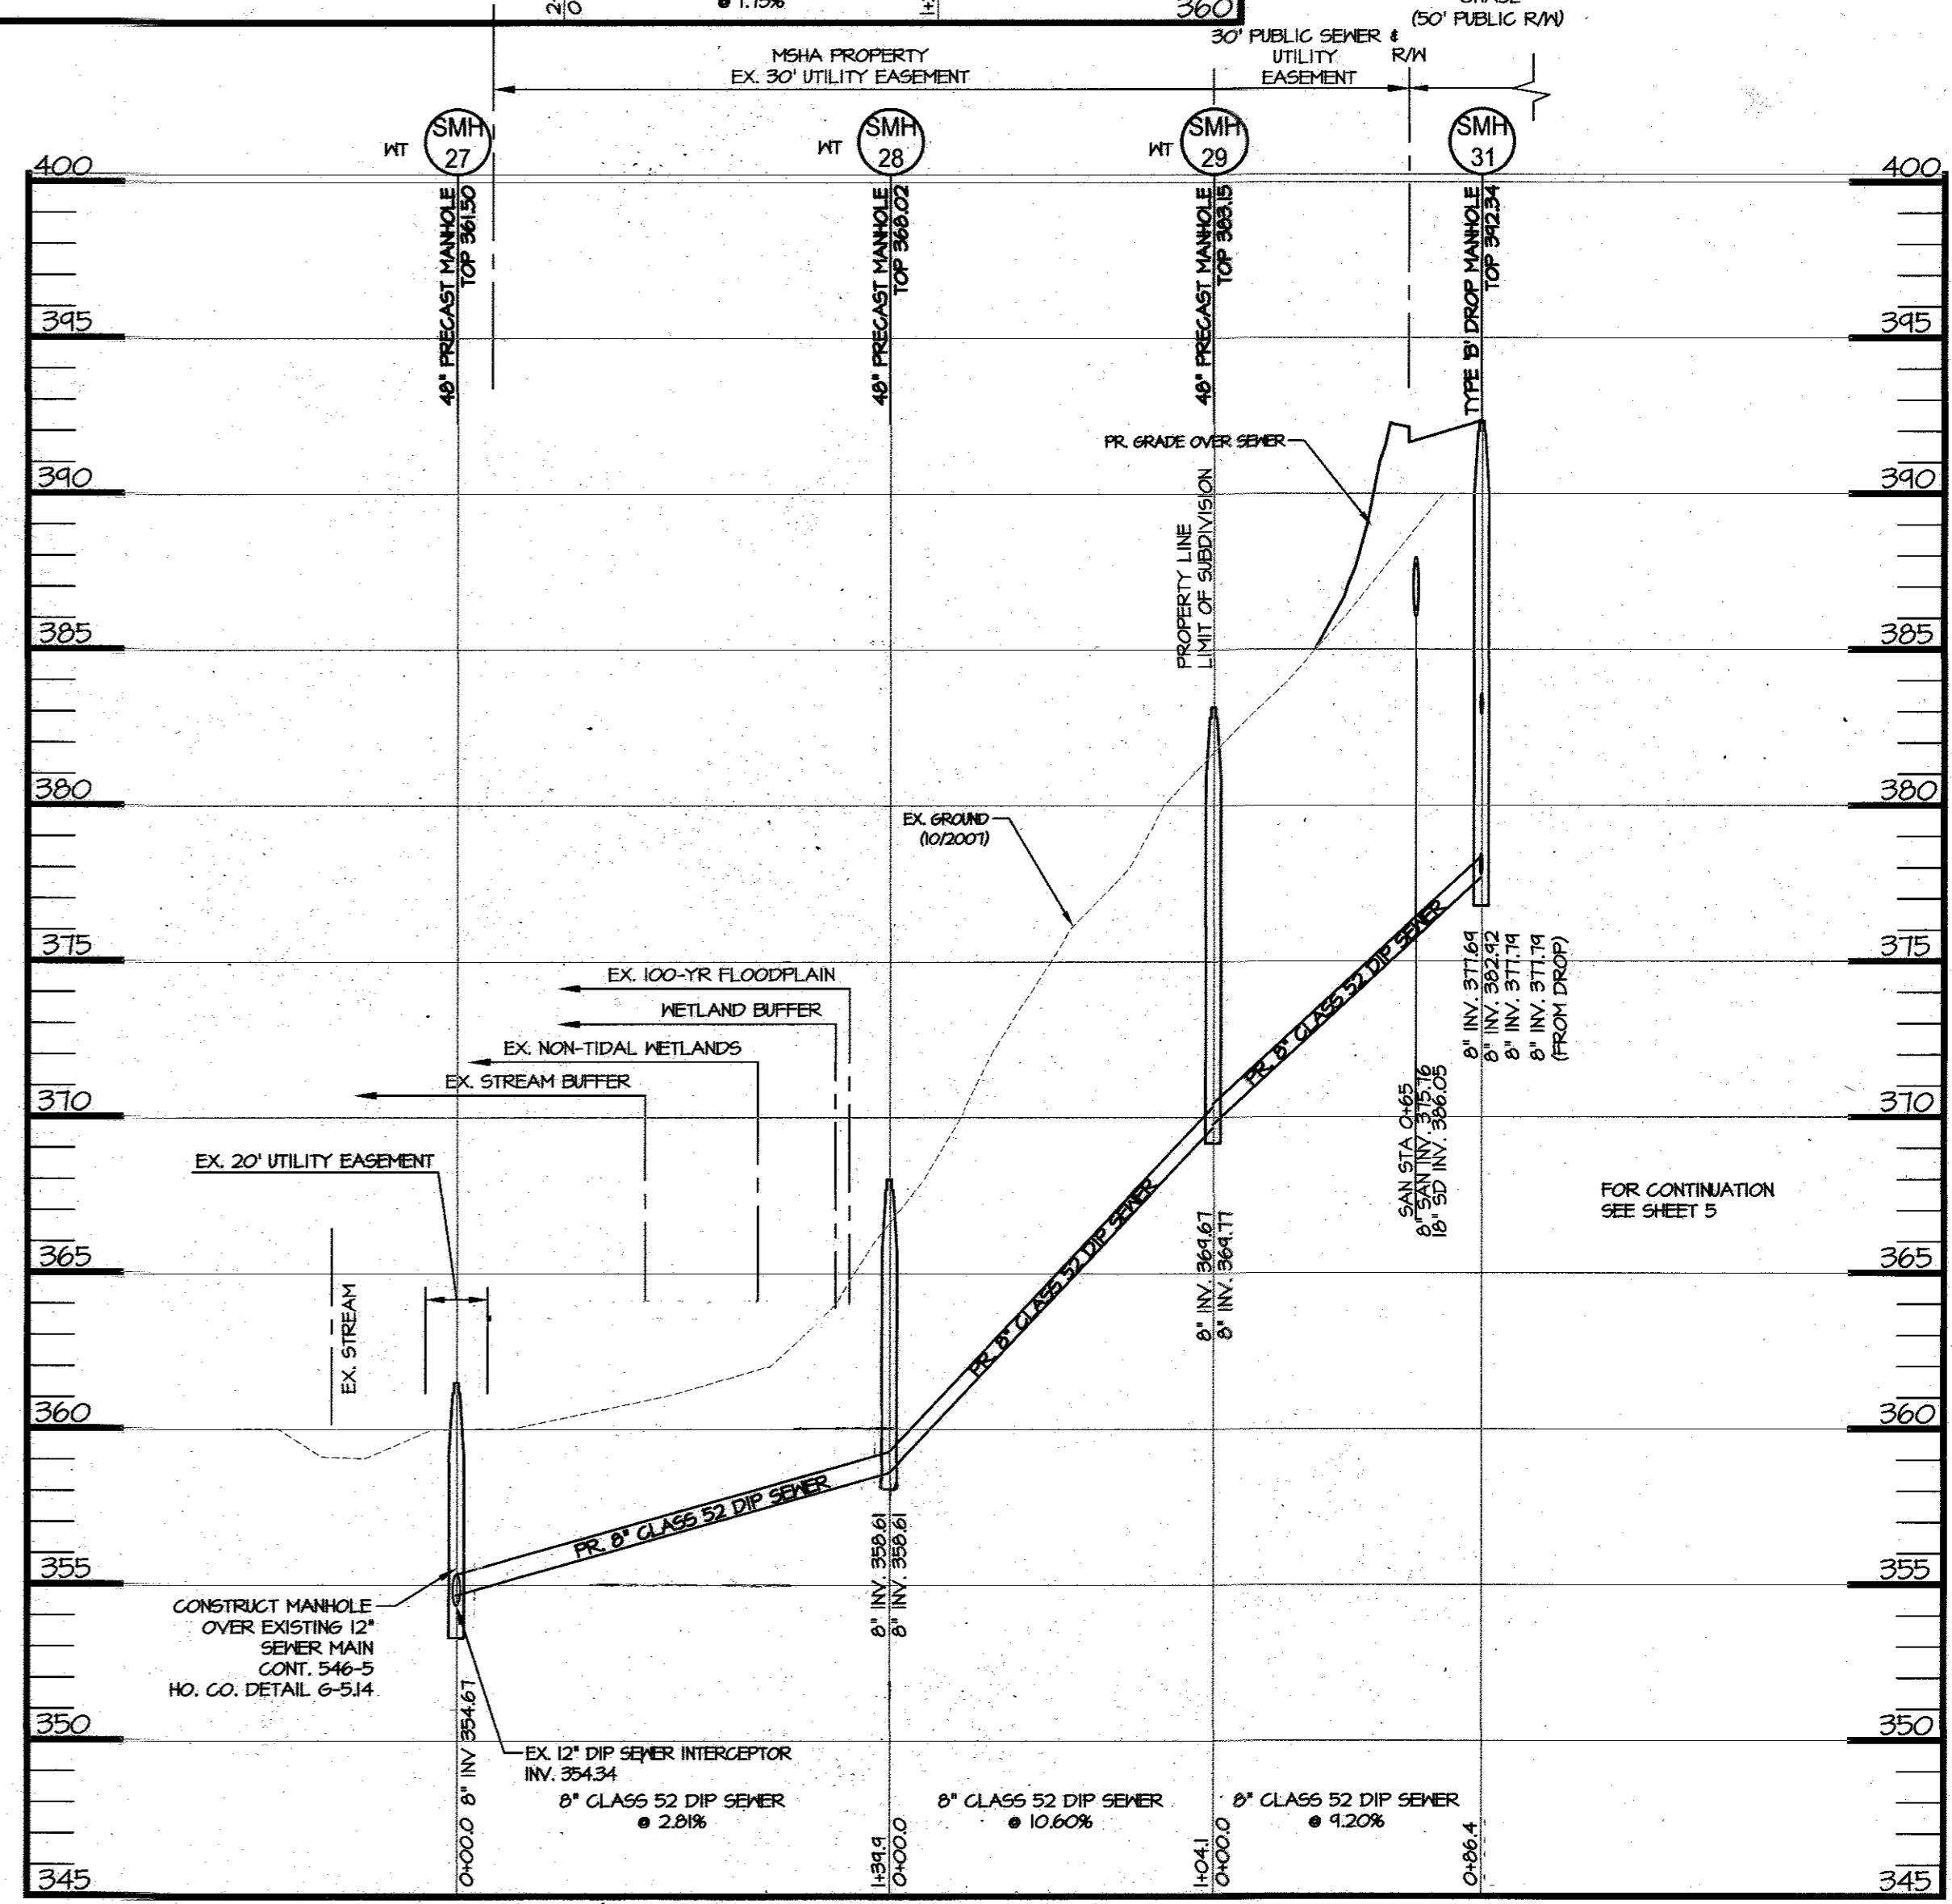 @ 1.75%
360
(50' PUBLIC R/W)
MSHA PROPERTY
EX. 30' UTILITY EASEMENT
30' PUBLIC SEWER &
UTILITY
EASEMENT
R/W
WT
SMH
27
WT
SMH
28
WT
SMH
29
SMH
31
400
400
48" PRECAST MANHOLE
TOP 361.50
48" PRECAST MANHOLE
TOP 368.02
48" PRECAST MANHOLE
TOP 383.15
TYPE 'B' DROP MANHOLE
TOP 392.34
395
395
PR. GRADE OVER SEWER
390
390
PROPERTY LINE
LIMIT OF SUBDIVISION
385
385
380
380
EX. GROUND
(10/2007)
375
375
EX. 100-YR FLOODPLAIN
WETLAND BUFFER
EX. NON-TIDAL WETLANDS
EX. STREAM BUFFER
PR. 8" CLASS 52 DIP SEWER
8" INV. 377.69
8" INV. 382.92
8" INV. 377.79
8" INV. 377.79
(FROM DROP)
370
370
SAN STA 0+65
8" SAN INV. 375.76
18" SD INV. 386.05
EX. 20' UTILITY EASEMENT
PR. 8" CLASS 52 DIP SEWER
8" INV. 369.67
8" INV. 369.77
FOR CONTINUATION
SEE SHEET 5
365
365
EX. STREAM
360
360
PR. 8" CLASS 52 DIP SEWER
8" INV. 358.61
8" INV. 358.61
355
355
CONSTRUCT MANHOLE
OVER EXISTING 12"
SEWER MAIN
CONT. 546-5
HO. CO. DETAIL G-5.14
350
350
8" INV 354.67
EX. 12" DIP SEWER INTERCEPTOR
INV. 354.34
8" CLASS 52 DIP SEWER
@ 2.81%
8" CLASS 52 DIP SEWER
@ 10.60%
8" CLASS 52 DIP SEWER
@ 9.20%
0+00.0
1+39.9
0+00.0
1+04.1
0+00.0
0+86.4
345
345